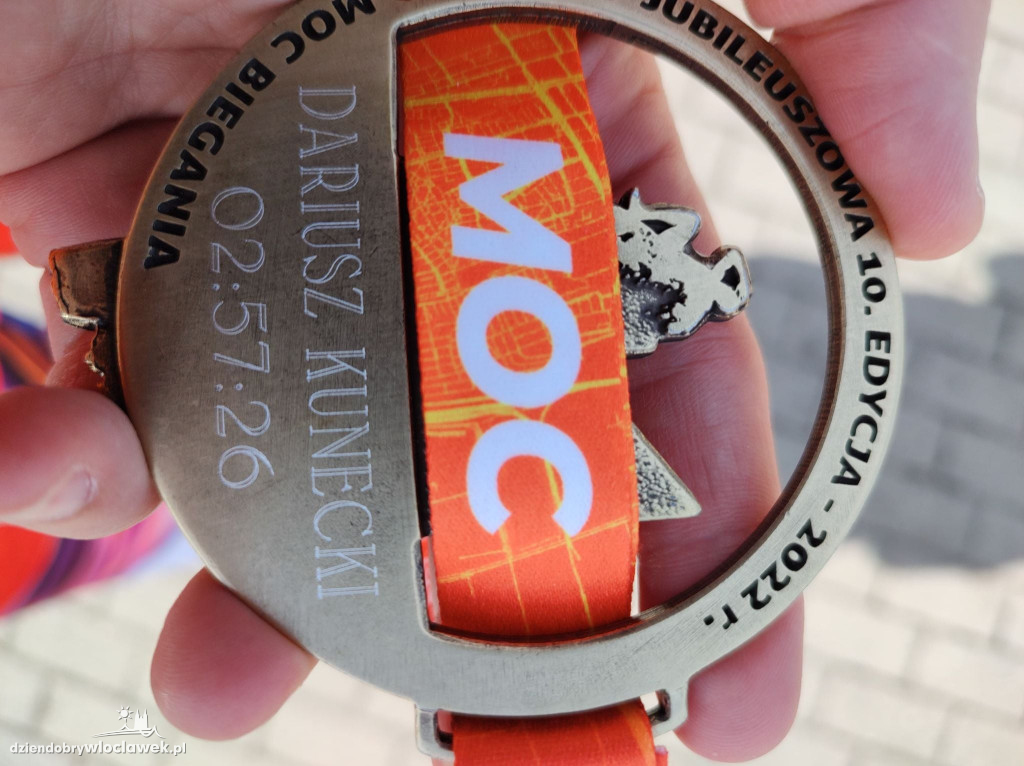 MOC BIEGANIA
JUBILEUSZOWA 10. EDYCJA - 2022 r.
DARIUSZ KUNECKI
02:57:26
MOC
dziendobrywloclawek.pl